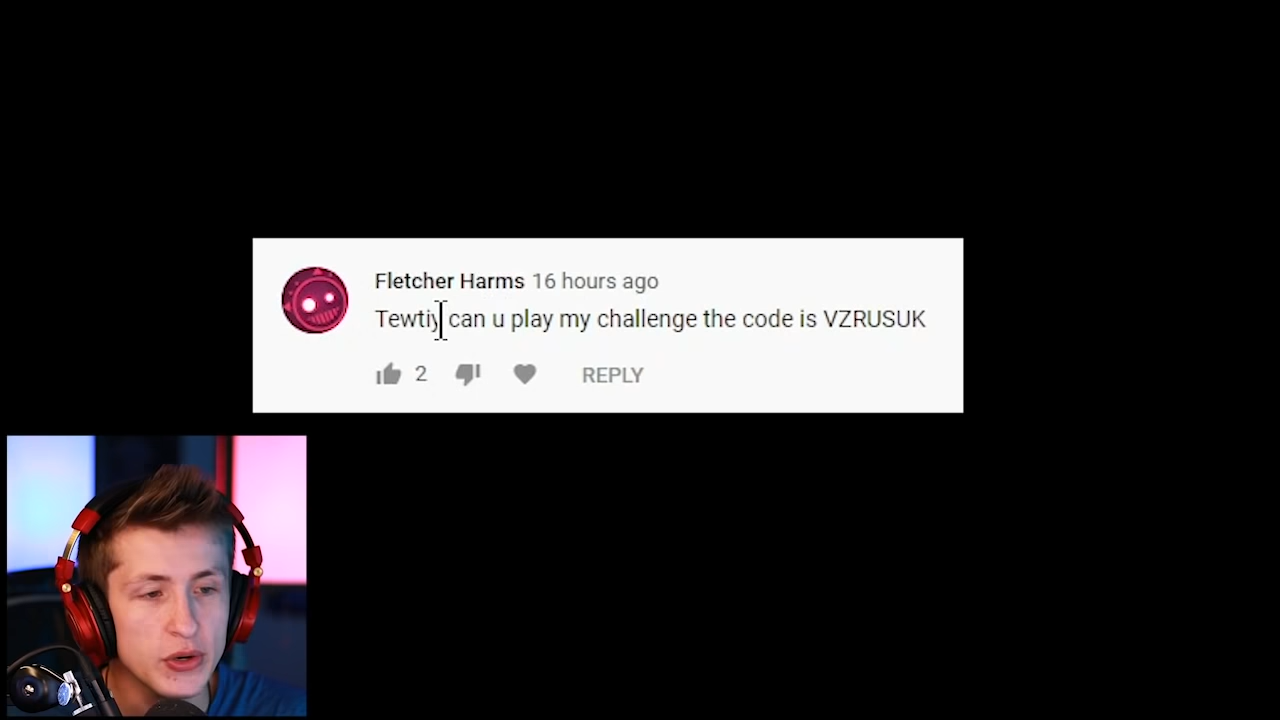 Fletcher Harms 16 hours ago
Tewtiy can u play my challenge the code is VZRUSUK
2 REPLY